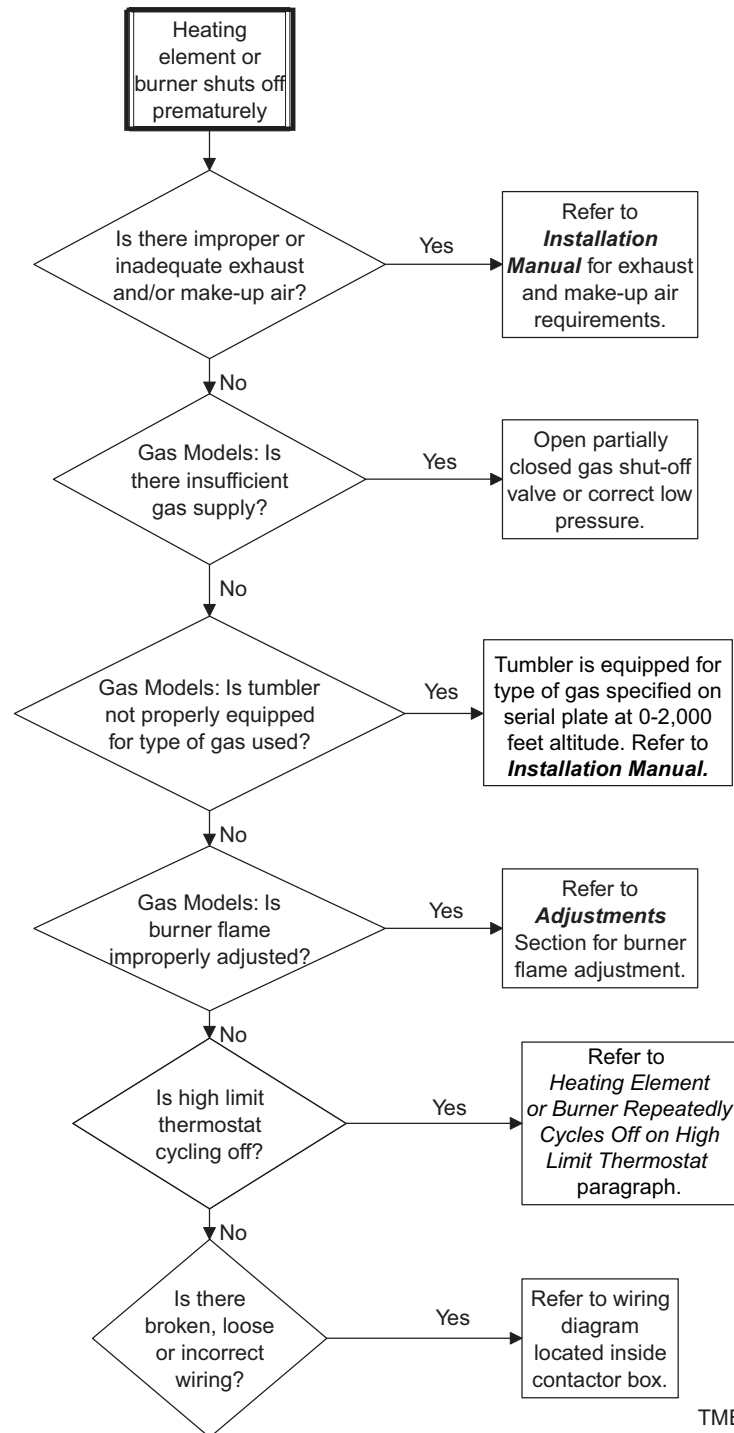 Heating
element or
burner shuts off
prematurely
Is there improper or
inadequate exhaust
and/or make-up air?
Yes
Refer to
Installation
Manual for exhaust
and make-up air
requirements.
No
Gas Models: Is
there insufficient
gas supply?
Yes
Open partially
closed gas shut-off
valve or correct low
pressure.
No
Gas Models: Is tumbler
not properly equipped
for type of gas used?
Yes
Tumbler is equipped for
type of gas specified on
serial plate at 0-2,000
feet altitude. Refer to
Installation Manual.
No
Gas Models: Is
burner flame
improperly adjusted?
Yes
Refer to
Adjustments
Section for burner
flame adjustment.
No
Is high limit
thermostat
cycling off?
Yes
Refer to
Heating Element
or Burner Repeatedly
Cycles Off on High
Limit Thermostat
paragraph.
No
Is there
broken, loose
or incorrect
wiring?
Yes
Refer to wiring
diagram
located inside
contactor box.